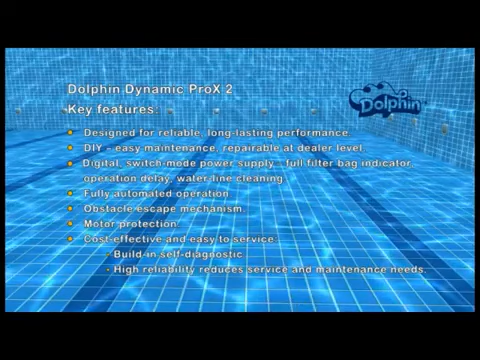 Dolphin Dynamic ProX 2
Key features:
Dolphin
Designed for reliable, long-lasting performance
DIY – easy maintenance, repairable at dealer level.
Digital, switch-mode power supply - full filter bag indicator,
operation delay, water line cleaning
Fully automated operation
Obstacle escape mechanism.
Motor protection.
Cost-effective and easy to service:
Build in self-diagnostic
High reliability reduces service and maintenance needs.